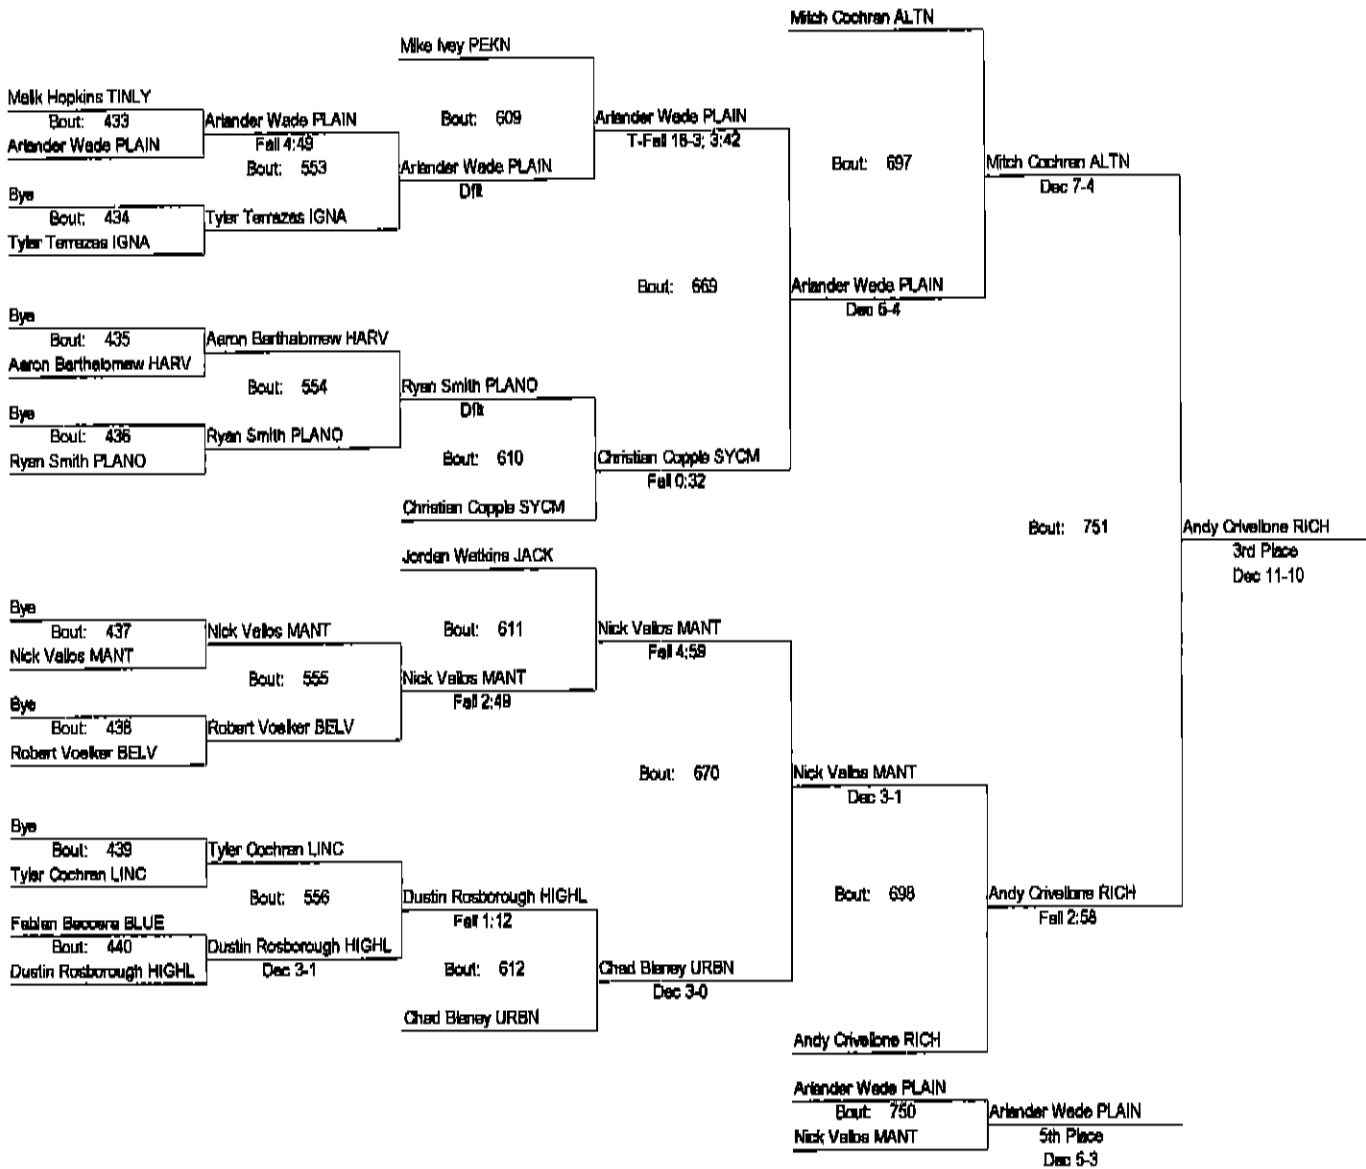 Mitch Cochran ALTN
Mike Ivey PEKN
Malik Hopkins TINLY
Bout: 433
Arlander Wade PLAIN
Arlander Wade PLAIN
Fall 4:49
Bout: 553
Bye
Bout: 434
Tyler Terrazas IGNA
Tyler Terrazas IGNA
Bout: 609
Arlander Wade PLAIN
Dflt
Arlander Wade PLAIN
T-Fall 18-3; 3:42
Bout: 697
Mitch Cochran ALTN
Dec 7-4
Bout: 669
Arlander Wade PLAIN
Dec 6-4
Bye
Bout: 435
Aaron Barthalomew HARV
Aaron Barthalomew HARV
Bout: 554
Bye
Bout: 436
Ryan Smith PLANO
Ryan Smith PLANO
Ryan Smith PLANO
Dflt
Bout: 610
Christian Copple SYCM
Christian Copple SYCM
Fall 0:32
Bout: 751
Andy Crivellone RICH
3rd Place
Dec 11-10
Jordan Watkins JACK
Bye
Bout: 437
Nick Vallos MANT
Nick Vallos MANT
Bout: 555
Bye
Bout: 438
Robert Voelker BELV
Robert Voelker BELV
Bout: 611
Nick Vallos MANT
Fall 2:49
Nick Vallos MANT
Fall 4:59
Bout: 670
Nick Vallos MANT
Dec 3-1
Bye
Bout: 439
Tyler Cochran LINC
Tyler Cochran LINC
Bout: 556
Fabian Beccera BLUE
Bout: 440
Dustin Rosborough HIGHL
Dustin Rosborough HIGHL
Dec 3-1
Dustin Rosborough HIGHL
Fall 1:12
Bout: 612
Chad Blaney URBN
Chad Blaney URBN
Dec 3-0
Bout: 698
Andy Crivellone RICH
Fall 2:58
Andy Crivellone RICH
Arlander Wade PLAIN
Bout: 750
Nick Vallos MANT
Arlander Wade PLAIN
5th Place
Dec 5-3